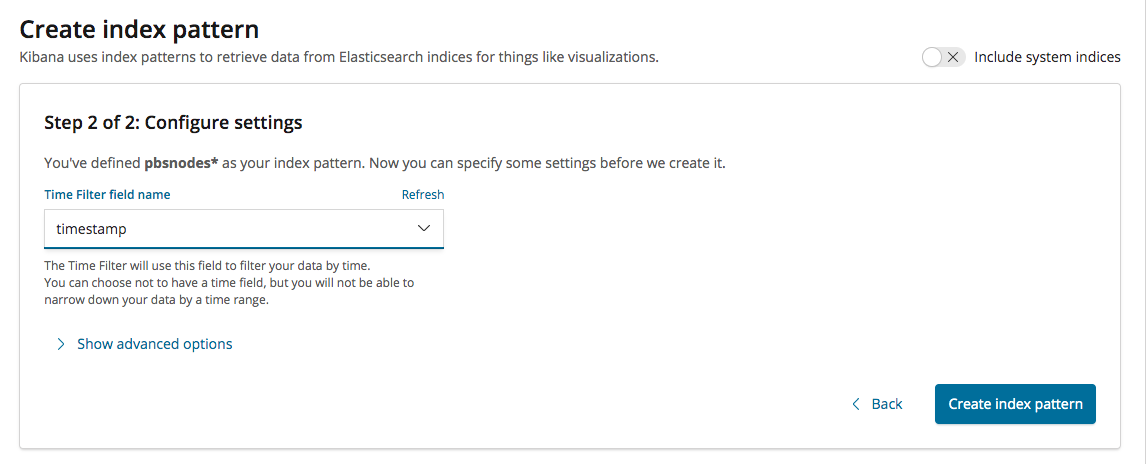 Create index pattern
Kibana uses index patterns to retrieve data from Elasticsearch indices for things like visualizations.
Include system indices
Step 2 of 2: Configure settings
You've defined pbsnodes* as your index pattern. Now you can specify some settings before we create it.
Time Filter field name
Refresh
timestamp
The Time Filter will use this field to filter your data by time.
You can choose not to have a time field, but you will not be able to
narrow down your data by a time range.
Show advanced options
Back
Create index pattern